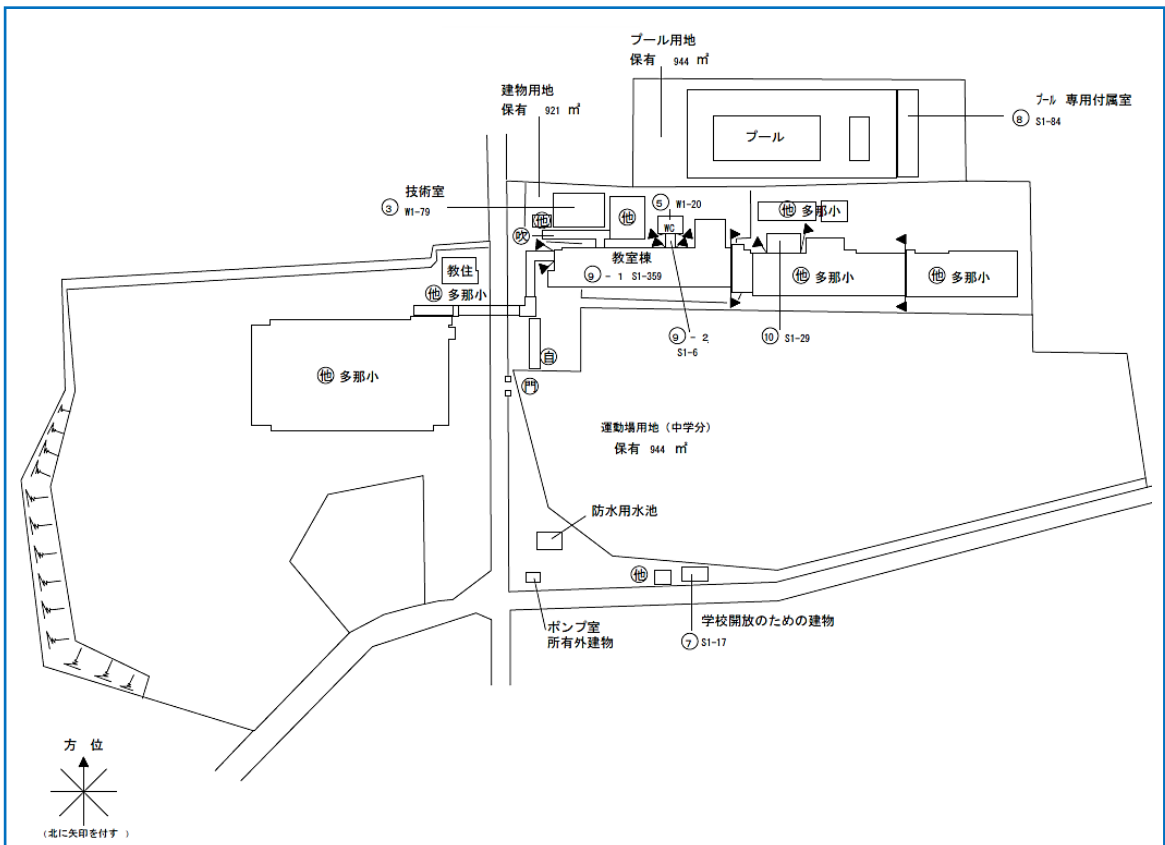 プール用地
保有 944 ㎡
建物用地
保有 921 ㎡
プール 専用付属室
⑧ S1-84
プール
技術室
③ W1-79
他
⑤ W1-20
他 多那小
吹
他
WC
教室棟
⑨ - 1 S1-359
他 多那小
他 多那小
教住
他 多那小
⑨ - 2
S1-6
⑩ S1-29
自
他 多那小
門
運動場用地（中学分）
保有 944 ㎡
防水用水池
他
ポンプ室
所有外建物
学校開放のための建物
⑦ S1-17
方 位
(北に矢印を付す )